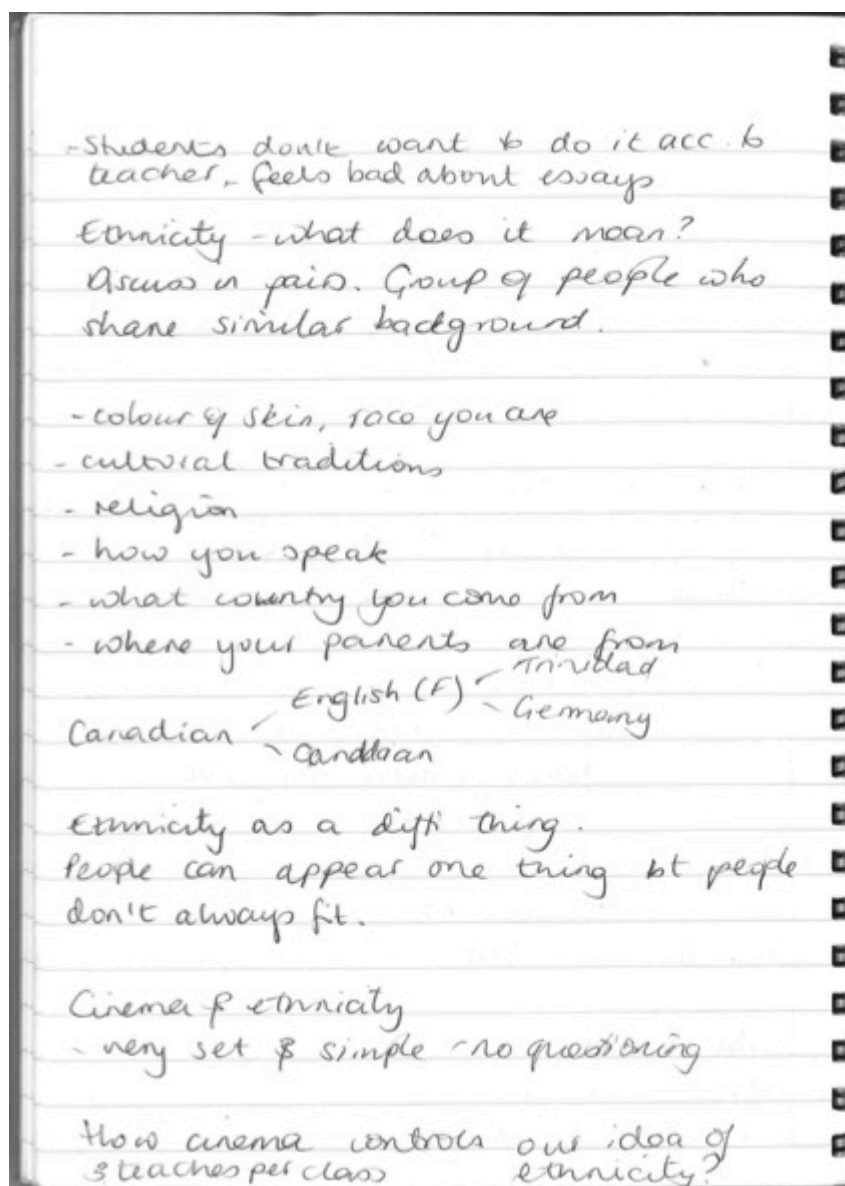 - Students don't want to do it acc. to
teacher, feels bad about essays
Ethnicity - what does it mean?
Discuss in pairs. Group of people who
share similar background.
- colour of skin, race you are
- cultural traditions
- religion
- how you speak
- what country you come from
- where your parents are from
Trinidad
English (F)
Germany
Canadian
Ethnicity as a diff thing.
People can appear one thing bt people
don't always fit.
Cinema & ethnicity
- very set & simple - no questioning
How cinema controls our idea of
3 teaches per class ethnicity?